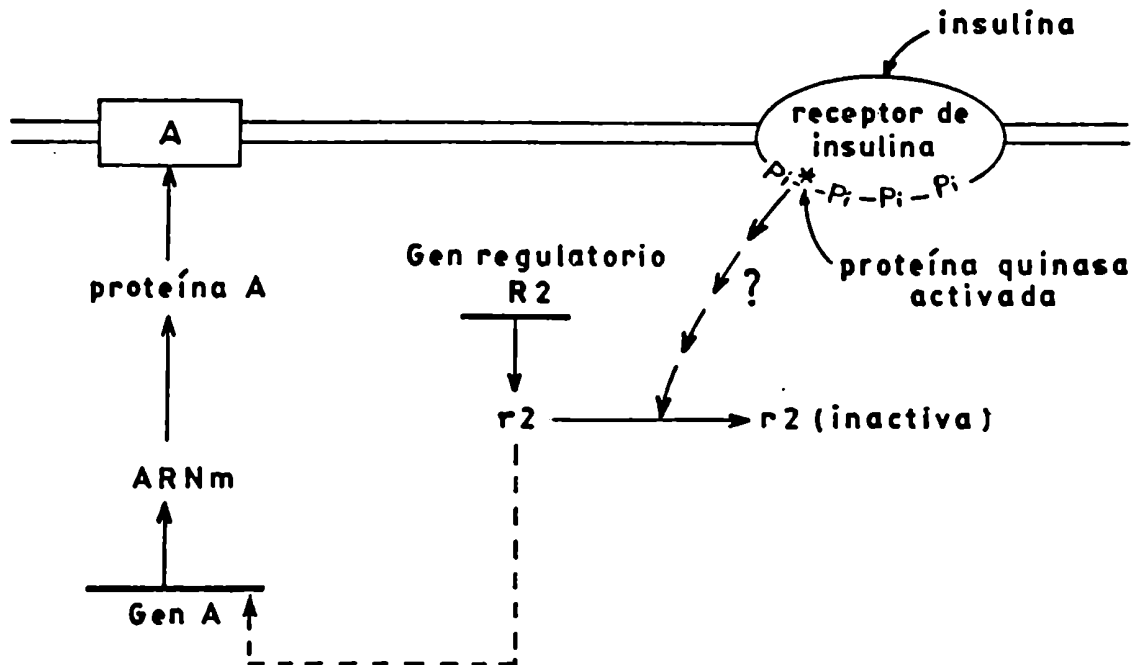 insulína
A
receptor de
insulina
Pi*-Pi-Pi-Pi
Gen regulatorio
R2
proteína quinasa
activada
proteína A
?
r2
r2 (inactiva)
ARNm
Gen A